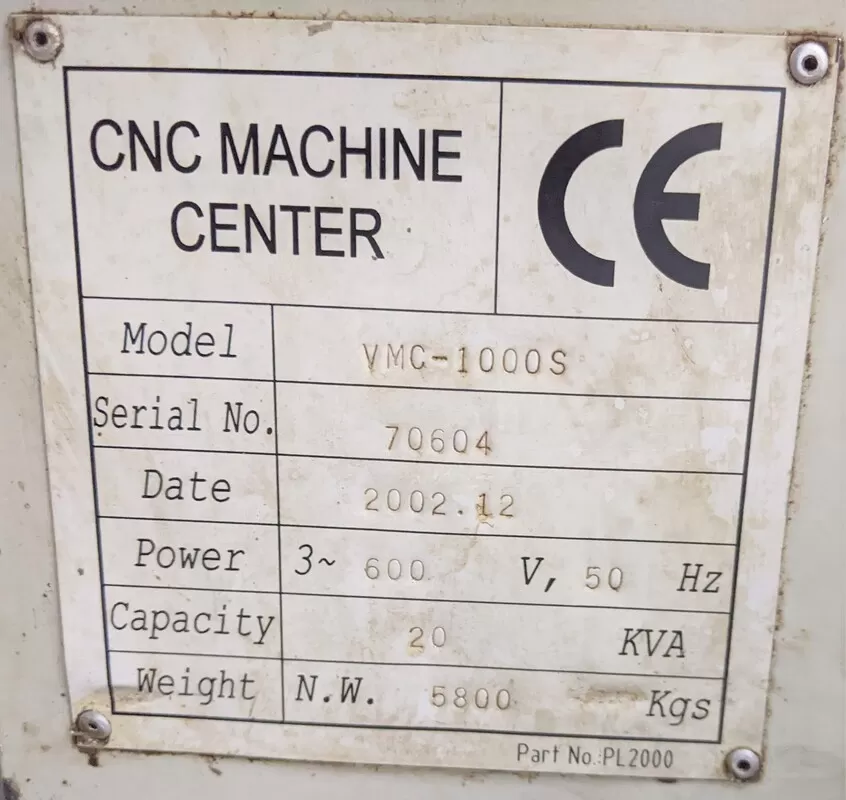 CNC MACHINE
CENTER
CE
Model VMC-1000S
Serial No. 70604
Date 2002.12
Power 3~ 600 V, 50 Hz
Capacity 20 KVA
Weight N.W. 5800 Kgs
Part No.:PL2000